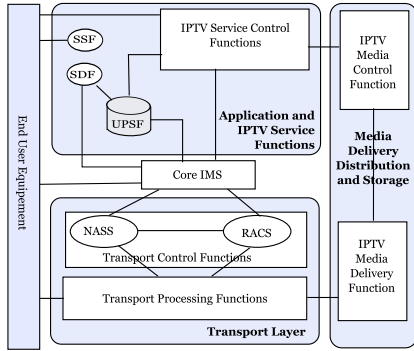 End User Equipement
SSF
SDF
UPSF
IPTV Service Control
Functions
Application and
IPTV Service
Functions
IPTV
Media
Control
Function
Media
Delivery
Distribution
and Storage
IPTV
Media
Delivery
Function
Core IMS
NASS
RACS
Transport Control Functions
Transport Processing Functions
Transport Layer